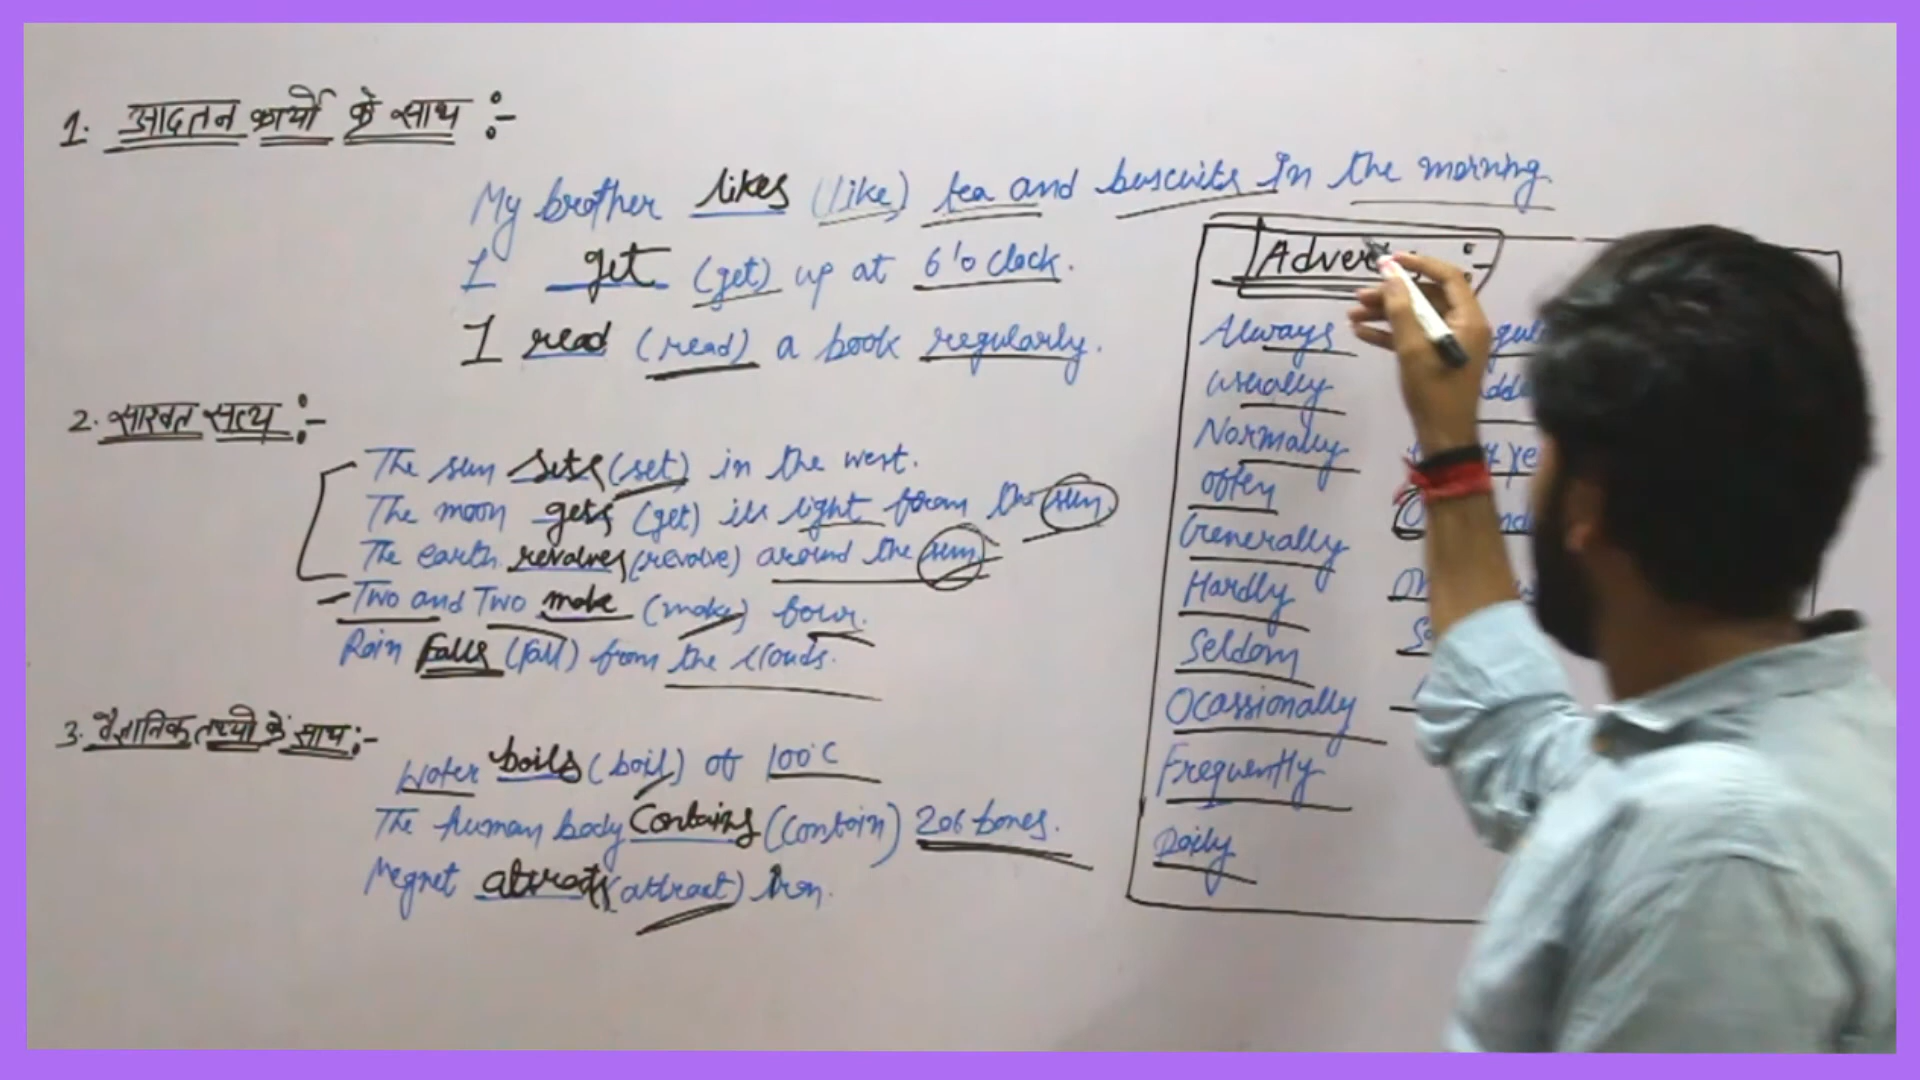 1. आदतन कार्यो के साथ :-
My brother likes (like) tea and buscuits In the morning.
I get (get) up at 6'o clock.
I read (read) a book regularly.
2. सास्वत सत्य :-
The sun sets (set) in the west.
The moon gets (get) its light from the sun.
The earth revolves (revolve) around the sun.
Two and Two make (make) four.
Rain Falls (Fall) from the clouds.
3. वैज्ञानिक तथ्यो के साथ :-
Water boils (boil) at 100°C
The human body Contains (Contain) 206 bones.
Megnet attracts (attract) Iron.
Always
Usually
Normally
Often
Generally
Hardly
Seldom
Ocassionally
Frequently
Daily